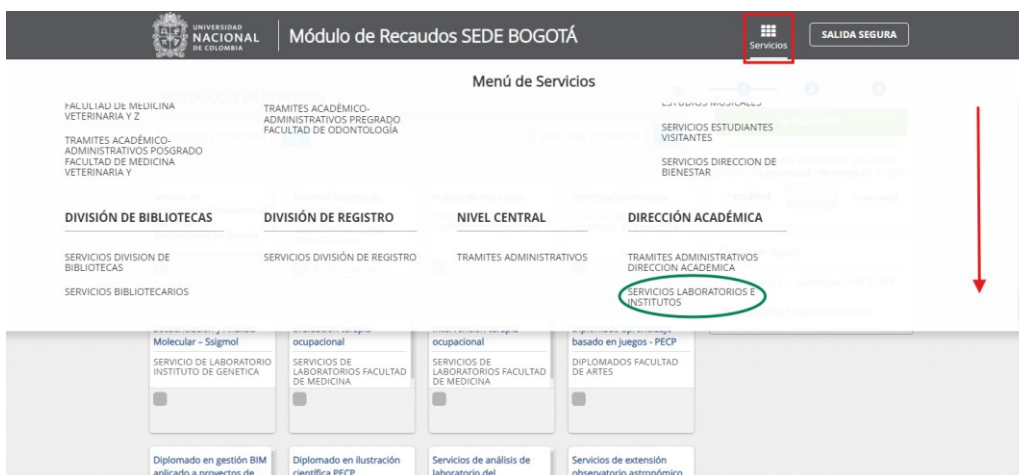 UNIVERSIDAD
NACIONAL
DE COLOMBIA
Módulo de Recaudos SEDE BOGOTÁ
Servicios
SALIDA SEGURA
Menú de Servicios
FACULTAD DE MEDICINA
VETERINARIA Y Z
TRAMITES ACADÉMICO-
ADMINISTRATIVOS POSGRADO
FACULTAD DE MEDICINA
VETERINARIA Y
TRAMITES ACADÉMICO-
ADMINISTRATIVOS PREGRADO
FACULTAD DE ODONTOLOGÍA
ESTUDIOS MUSICALES
SERVICIOS ESTUDIANTES
VISITANTES
SERVICIOS DIRECCION DE
BIENESTAR
DIVISIÓN DE BIBLIOTECAS
SERVICIOS DIVISION DE
BIBLIOTECAS
SERVICIOS BIBLIOTECARIOS
DIVISIÓN DE REGISTRO
SERVICIOS DIVISIÓN DE REGISTRO
NIVEL CENTRAL
TRAMITES ADMINISTRATIVOS
DIRECCIÓN ACADÉMICA
TRAMITES ADMINISTRATIVOS
DIRECCION ACADEMICA
SERVICIOS LABORATORIOS E
INSTITUTOS
Molecular – Ssigmol
SERVICIO DE LABORATORIO
INSTITUTO DE GENETICA
ocupacional
SERVICIOS DE
LABORATORIOS FACULTAD
DE MEDICINA
ocupacional
SERVICIOS DE
LABORATORIOS FACULTAD
DE MEDICINA
basado en juegos - PECP
DIPLOMADOS FACULTAD
DE ARTES
Diplomado en gestión BIM
aplicado a proyectos de
Diplomado en ilustración
científica PECP
Servicios de análisis de
laboratorio del
Servicios de extensión
observatorio astronómico